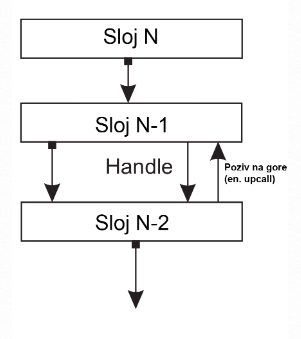 Sloj N
Sloj N-1
Handle
Poziv na gore
(en. upcall)
Sloj N-2